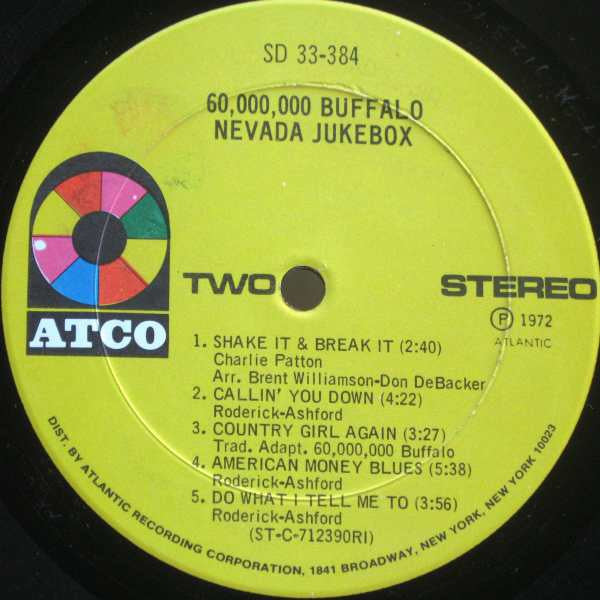 SD 33-384
60,000,000 BUFFALO
NEVADA JUKEBOX
ATCO
TWO
STEREO
Ⓟ 1972
ATLANTIC
1. SHAKE IT & BREAK IT (2:40)
Charlie Patton
Arr. Brent Williamson-Don DeBacker
2. CALLIN' YOU DOWN (4:22)
Roderick-Ashford
3. COUNTRY GIRL AGAIN (3:27)
Trad. Adapt. 60,000,000 Buffalo
4. AMERICAN MONEY BLUES (5:38)
Roderick-Ashford
5. DO WHAT I TELL ME TO (3:56)
Roderick-Ashford
(ST-C-712390RI)
DIST. BY ATLANTIC RECORDING CORPORATION, 1841 BROADWAY, NEW YORK, NEW YORK 10023